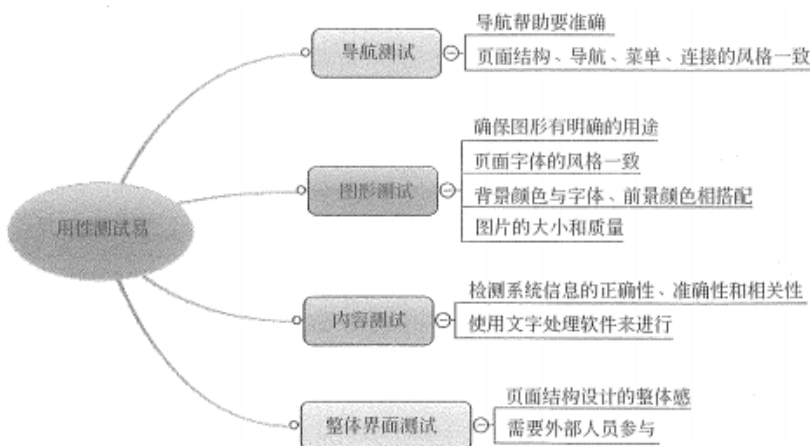 导航帮助要准确
导航测试
页面结构、导航、菜单、连接的风格一致
确保图形有明确的用途
页面字体的风格一致
图形测试
背景颜色与字体、前景颜色相搭配
图片的大小和质量
用性测试易
检测系统信息的正确性、准确性和相关性
内容测试
使用文字处理软件来进行
页面结构设计的整体感
整体界面测试
需要外部人员参与